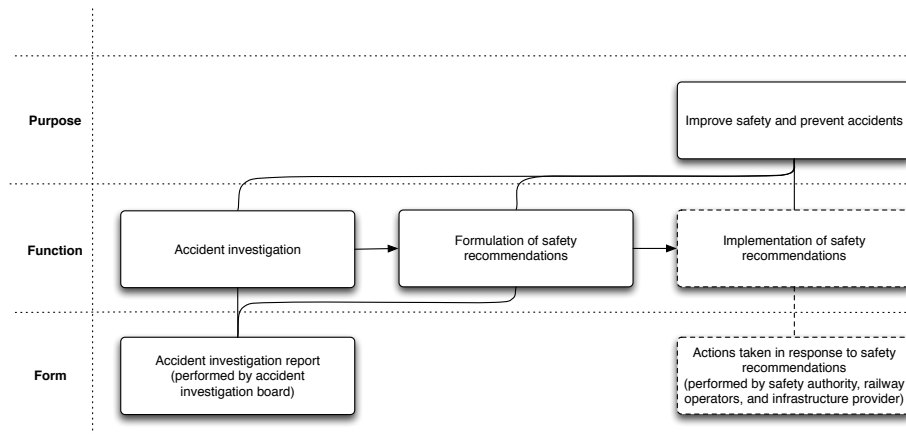 Purpose
Improve safety and prevent accidents
Function
Accident investigation
Formulation of safety
recommendations
Implementation of safety
recommendations
Form
Accident investigation report
(performed by accident
investigation board)
Actions taken in response to safety
recommendations
(performed by safety authority, railway
operators, and infrastructure provider)